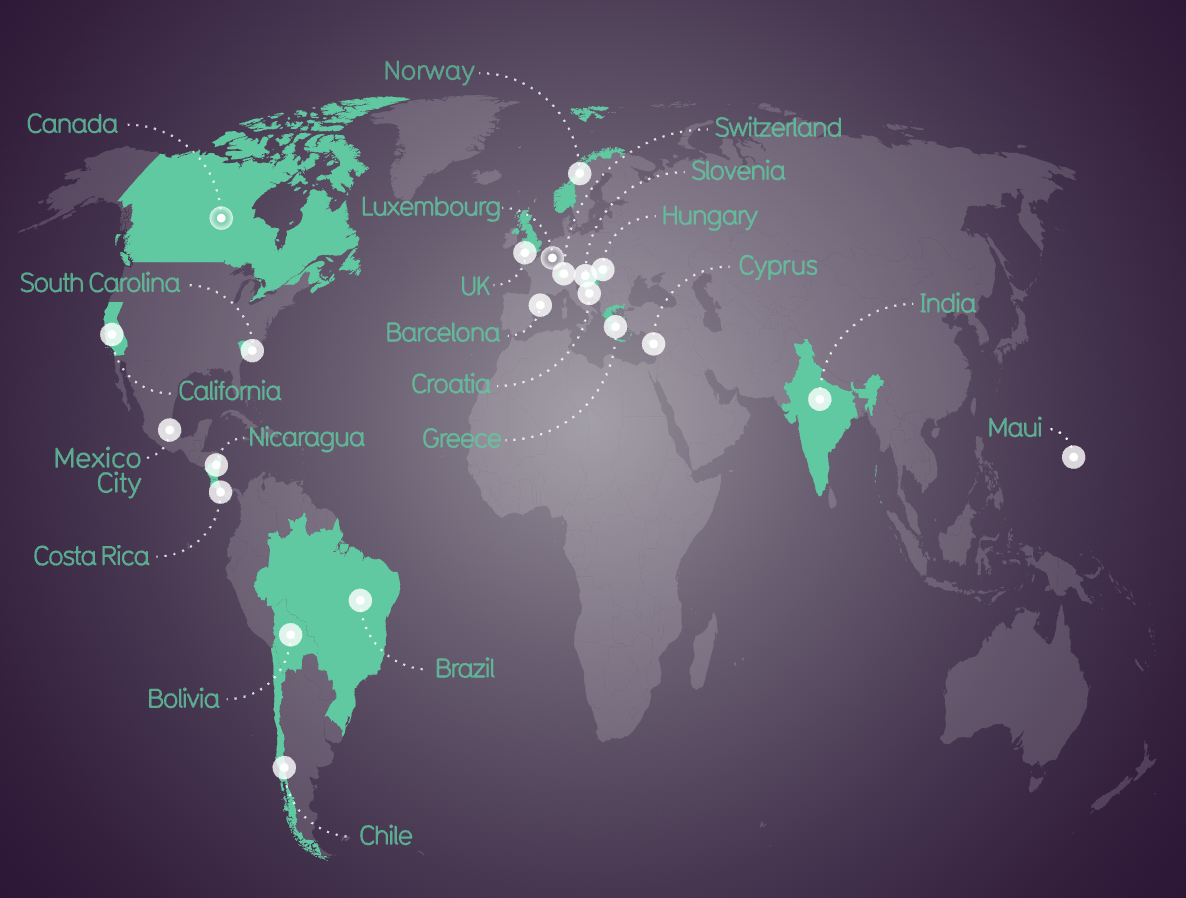 Norway
Canada
Switzerland
Slovenia
Luxembourg
Hungary
Cyprus
South Carolina
UK
India
Barcelona
California
Croatia
Maui
Nicaragua
Greece
Mexico
City
Costa Rica
Brazil
Bolivia
Chile